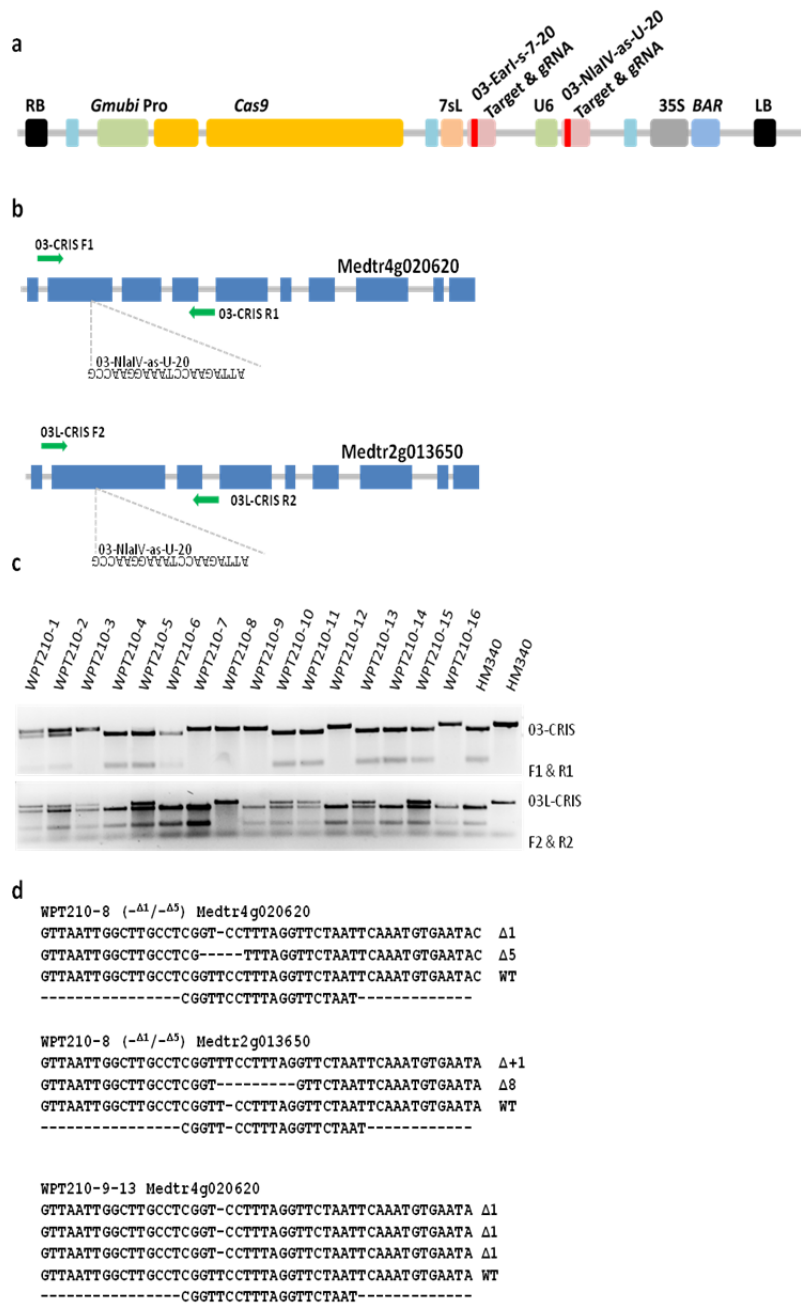 a
03-EarI-s-7-20
Target & gRNA
03-NlaIV-as-U-20
Target & gRNA
RB
Gmubi Pro
Cas9
7sL
U6
35S
BAR
LB
b
03-CRIS F1
Medtr4g020620
03-CRIS R1
03-NlaIV-as-U-20
ATTAGAACCTAAAGGAACCG
03L-CRIS F2
Medtr2g013650
03L-CRIS R2
03-NlaIV-as-U-20
ATTAGAACCTAAAGGAACCG
c
WPT210-1
WPT210-2
WPT210-3
WPT210-4
WPT210-5
WPT210-6
WPT210-7
WPT210-8
WPT210-9
WPT210-10
WPT210-11
WPT210-12
WPT210-13
WPT210-14
WPT210-15
WPT210-16
HM340
HM340
03-CRIS
F1 & R1
03L-CRIS
F2 & R2
d
WPT210-8 (-Δ1/-Δ5) Medtr4g020620
GTTAATTGGCTTGCCTCGGT-CCTTTAGGTTCTAATTCAAATGTGAATAC Δ1
GTTAATTGGCTTGCCTCG-----TTTAGGTTCTAATTCAAATGTGAATAC Δ5
GTTAATTGGCTTGCCTCGGTTCCTTTAGGTTCTAATTCAAATGTGAATAC WT
----------------CGGTTCCTTTAGGTTCTAAT-------------
WPT210-8 (-Δ1/-Δ5) Medtr2g013650
GTTAATTGGCTTGCCTCGGTTTCCTTTAGGTTCTAATTCAAATGTGAATA Δ+1
GTTAATTGGCTTGCCTCGGT---------GTTCTAATTCAAATGTGAATA Δ8
GTTAATTGGCTTGCCTCGGTT-CCTTTAGGTTCTAATTCAAATGTGAATA WT
----------------CGGTT-CCTTTAGGTTCTAAT-------------
WPT210-9-13 Medtr4g020620
GTTAATTGGCTTGCCTCGGT-CCTTTAGGTTCTAATTCAAATGTGAATA Δ1
GTTAATTGGCTTGCCTCGGT-CCTTTAGGTTCTAATTCAAATGTGAATA Δ1
GTTAATTGGCTTGCCTCGGT-CCTTTAGGTTCTAATTCAAATGTGAATA Δ1
GTTAATTGGCTTGCCTCGGTTCCTTTAGGTTCTAATTCAAATGTGAATA WT
----------------CGGTTCCTTTAGGTTCTAAT-------------